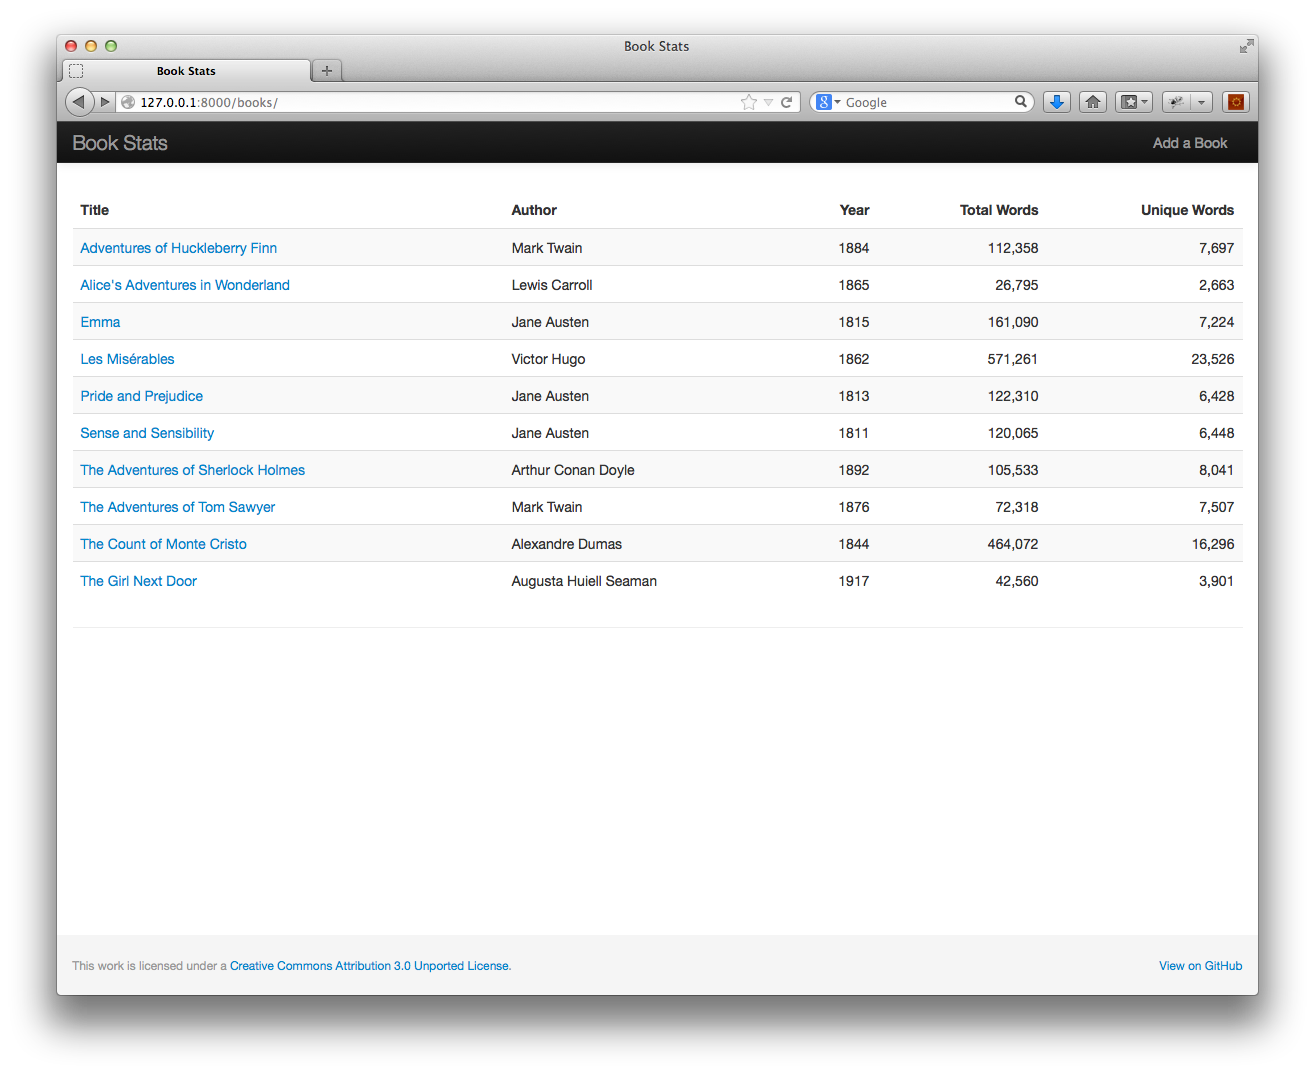 Book Stats
Book Stats
127.0.0.1:8000/books/ Google
Book Stats Add a Book
Title Author Year Total Words Unique Words
Adventures of Huckleberry Finn Mark Twain 1884 112,358 7,697
Alice's Adventures in Wonderland Lewis Carroll 1865 26,795 2,663
Emma Jane Austen 1815 161,090 7,224
Les Misérables Victor Hugo 1862 571,261 23,526
Pride and Prejudice Jane Austen 1813 122,310 6,428
Sense and Sensibility Jane Austen 1811 120,065 6,448
The Adventures of Sherlock Holmes Arthur Conan Doyle 1892 105,533 8,041
The Adventures of Tom Sawyer Mark Twain 1876 72,318 7,507
The Count of Monte Cristo Alexandre Dumas 1844 464,072 16,296
The Girl Next Door Augusta Huiell Seaman 1917 42,560 3,901
This work is licensed under a Creative Commons Attribution 3.0 Unported License. View on GitHub